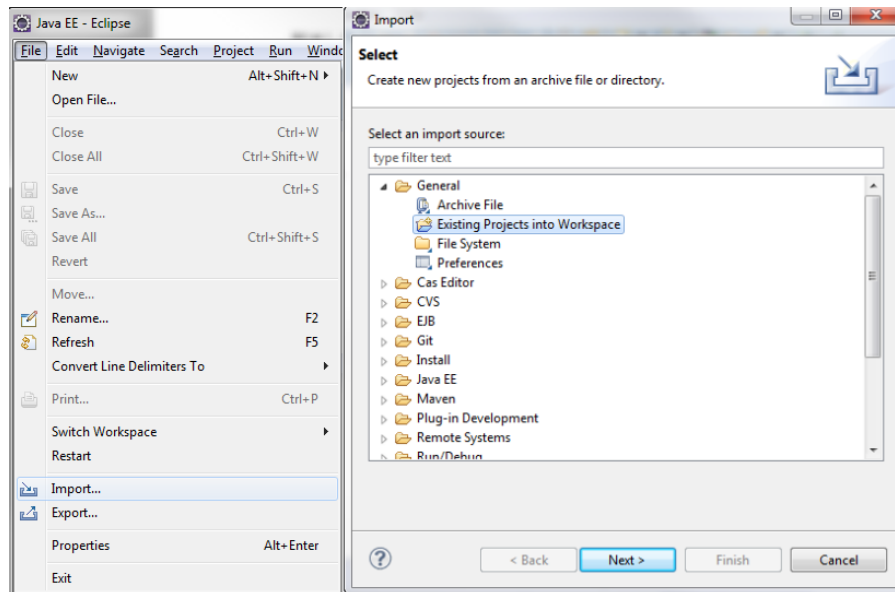 Java EE - Eclipse
File Edit Navigate Search Project Run
New Alt+Shift+N
Open File...
Close Ctrl+W
Close All Ctrl+Shift+W
Save Ctrl+S
Save As...
Save All Ctrl+Shift+S
Revert
Move...
Rename... F2
Refresh F5
Convert Line Delimiters To
Print... Ctrl+P
Switch Workspace
Restart
Import...
Export...
Properties Alt+Enter
Exit
Import
Select
Create new projects from an archive file or directory.
Select an import source:
type filter text
General
Archive File
Existing Projects into Workspace
File System
Preferences
Cas Editor
CVS
EJB
Git
Install
Java EE
Maven
Plug-in Development
Remote Systems
Run/Debug
? < Back Next > Finish Cancel